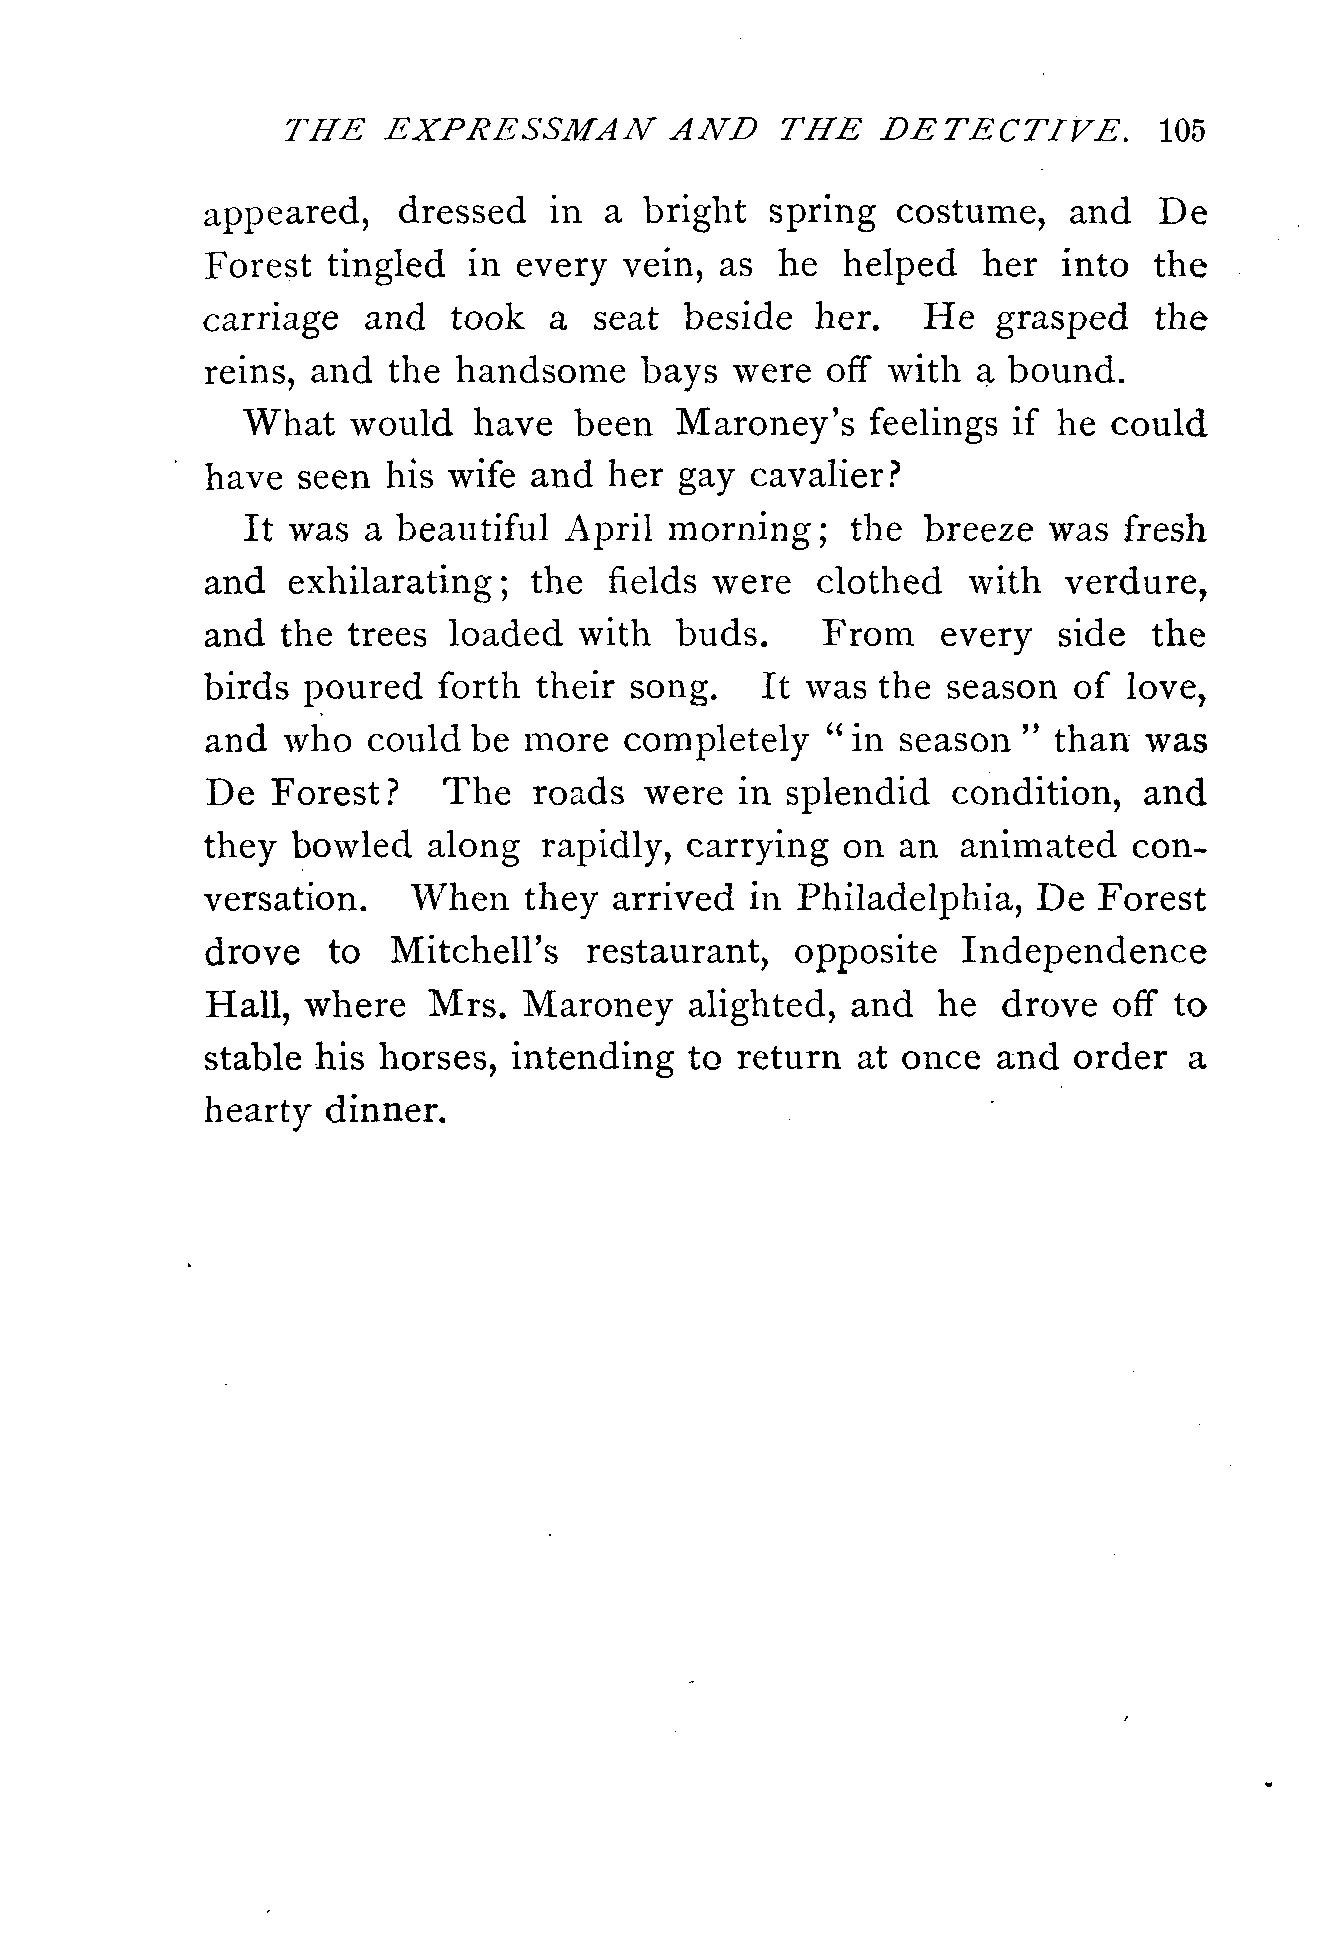 THE EXPRESSMAN AND THE DETECTIVE. 105
appeared, dressed in a bright spring costume, and De
Forest tingled in every vein, as he helped her into the
carriage and took a seat beside her. He grasped the
reins, and the handsome bays were off with a bound.
What would have been Maroney's feelings if he could
have seen his wife and her gay cavalier?
It was a beautiful April morning; the breeze was fresh
and exhilarating; the fields were clothed with verdure,
and the trees loaded with buds. From every side the
birds poured forth their song. It was the season of love,
and who could be more completely "in season" than was
De Forest? The roads were in splendid condition, and
they bowled along rapidly, carrying on an animated con-
versation. When they arrived in Philadelphia, De Forest
drove to Mitchell's restaurant, opposite Independence
Hall, where Mrs. Maroney alighted, and he drove off to
stable his horses, intending to return at once and order a
hearty dinner.